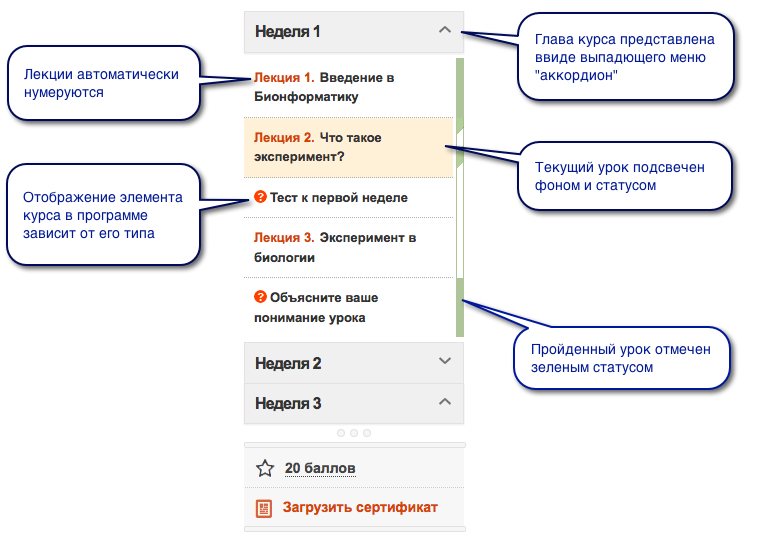 Неделя 1
Глава курса представлена
ввиде выпадающего меню
"аккордион"
Лекции автоматически
нумеруются
Лекция 1. Введение в
Бионформатику
Лекция 2. Что такое
эксперимент?
Текущий урок подсвечен
фоном и статусом
Отображение элемента
курса в программе
зависит от его типа
? Тест к первой неделе
Лекция 3. Эксперимент в
биологии
? Объясните ваше
понимание урока
Пройденный урок отмечен
зеленым статусом
Неделя 2
Неделя 3
20 баллов
Загрузить сертификат